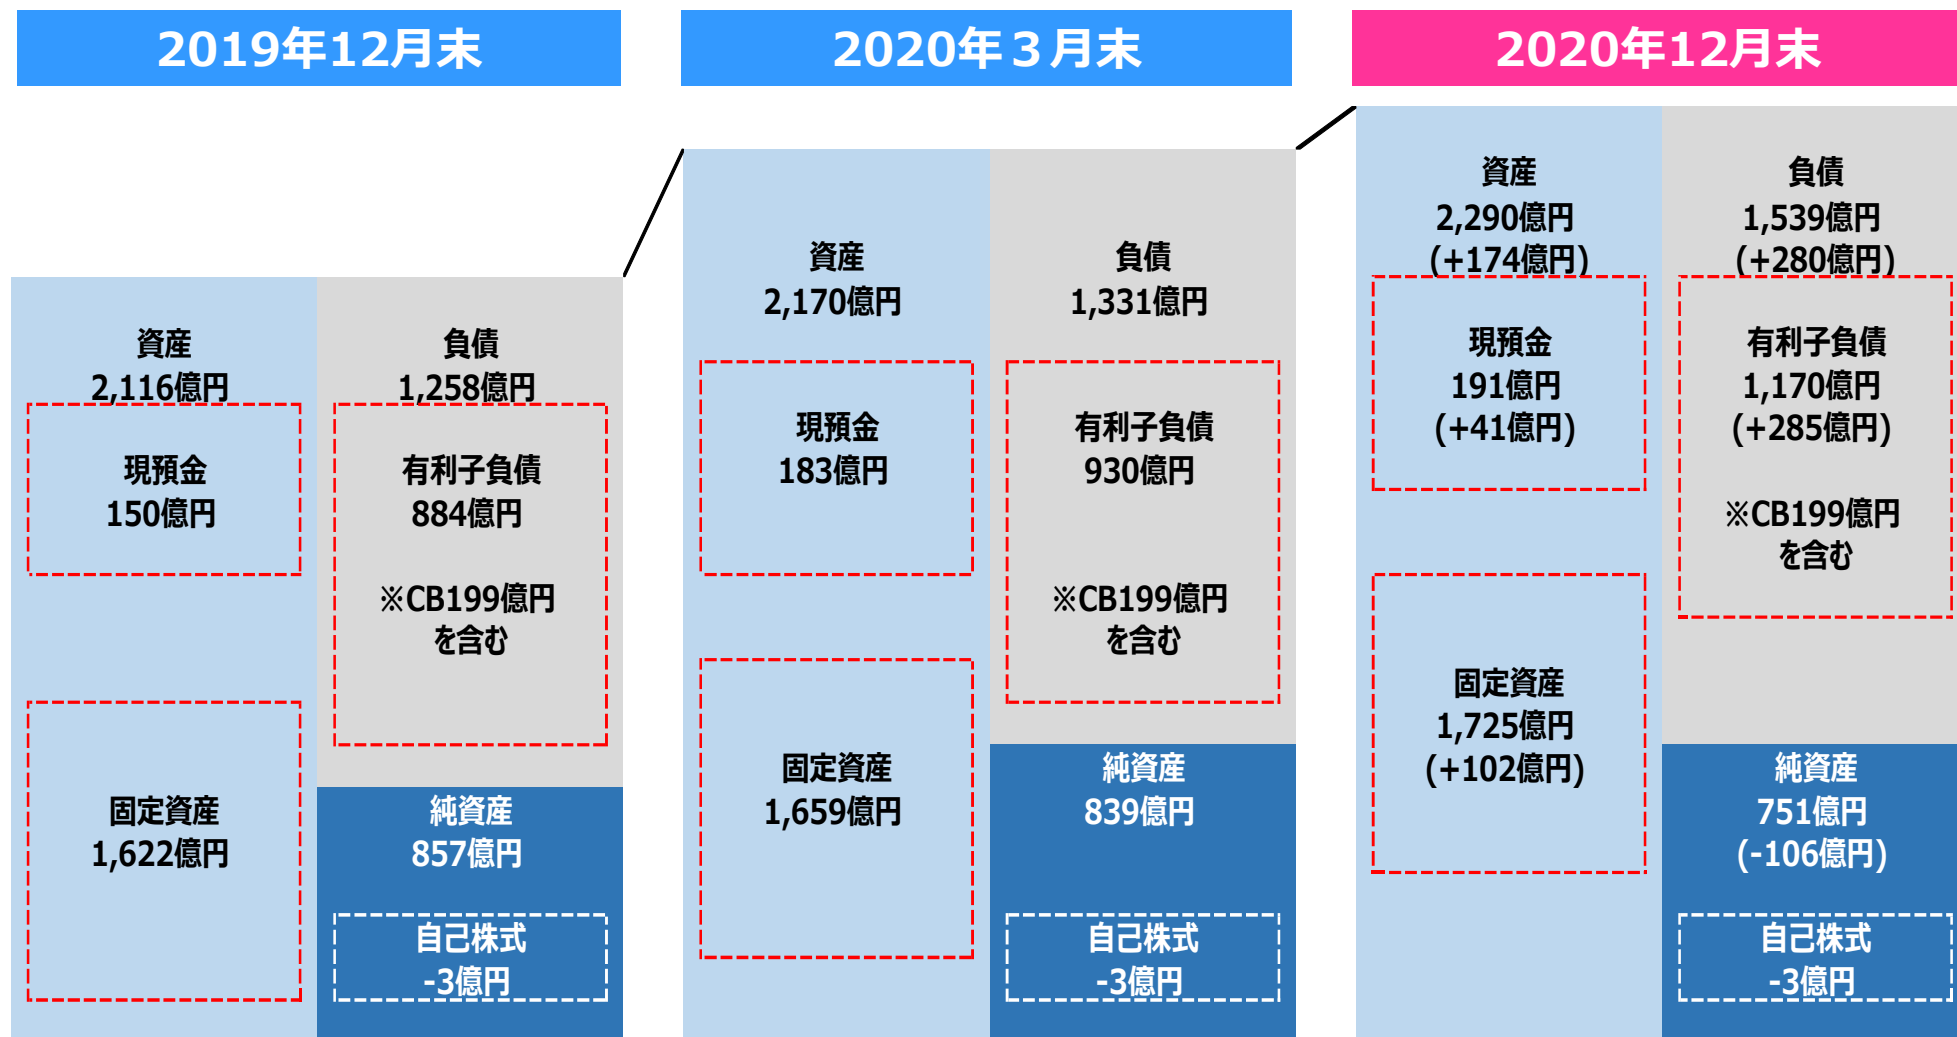 2019年12月末
資産
2,116億円
現預金
150億円
固定資産
1,622億円
負債
1,258億円
有利子負債
884億円
※CB199億円
を含む
純資産
857億円
自己株式
-3億円
2020年３月末
資産
2,170億円
現預金
183億円
固定資産
1,659億円
負債
1,331億円
有利子負債
930億円
※CB199億円
を含む
純資産
839億円
自己株式
-3億円
2020年12月末
資産
2,290億円
(+174億円)
現預金
191億円
(+41億円)
固定資産
1,725億円
(+102億円)
負債
1,539億円
(+280億円)
有利子負債
1,170億円
(+285億円)
※CB199億円
を含む
純資産
751億円
(-106億円)
自己株式
-3億円